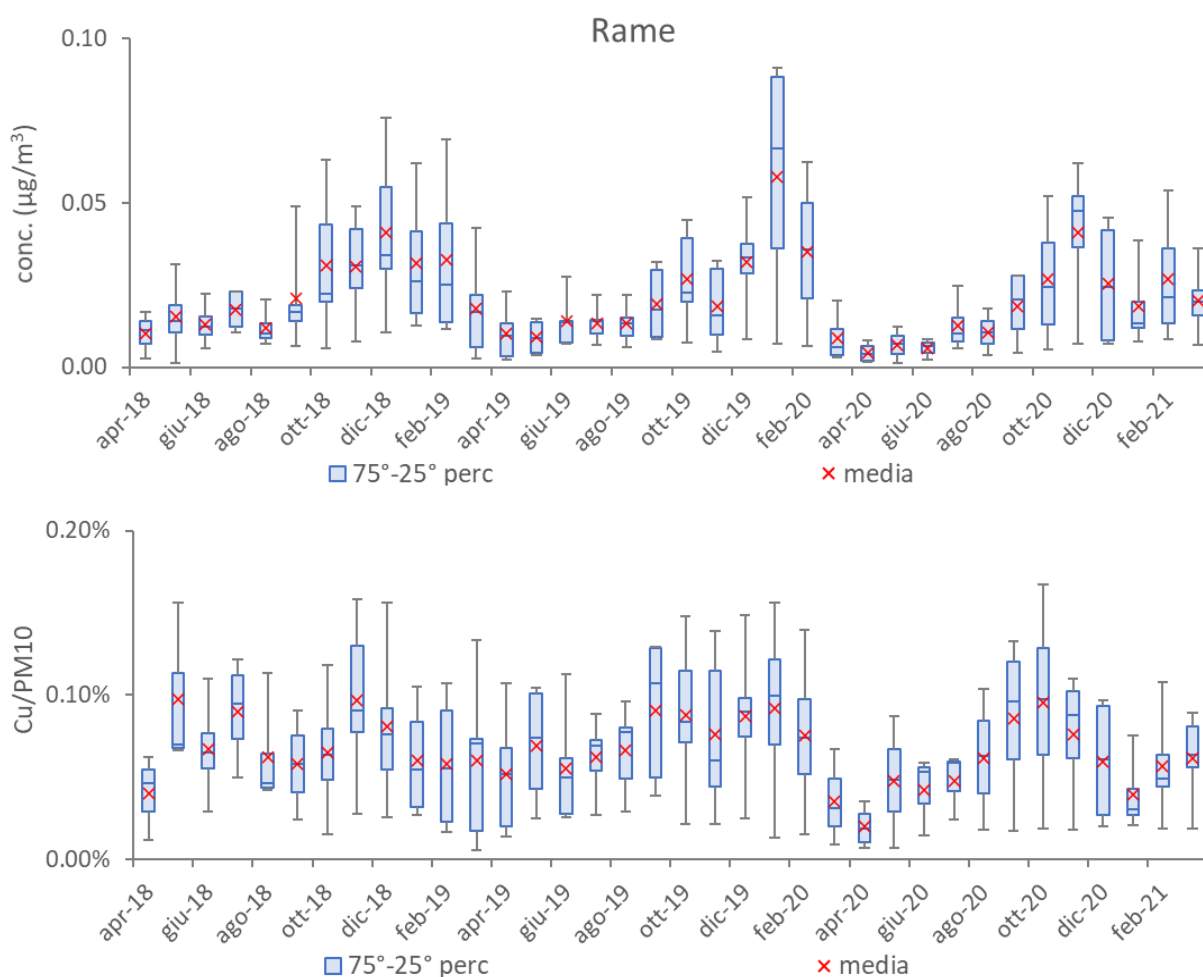 Rame
conc. (µg/m³)
0.10
0.05
0.00
apr-18 giu-18 ago-18 ott-18 dic-18 feb-19 apr-19 giu-19 ago-19 ott-19 dic-19 feb-20 apr-20 giu-20 ago-20 ott-20 dic-20 feb-21
75°-25° perc media
Cu/PM10
0.20%
0.10%
0.00%
apr-18 giu-18 ago-18 ott-18 dic-18 feb-19 apr-19 giu-19 ago-19 ott-19 dic-19 feb-20 apr-20 giu-20 ago-20 ott-20 dic-20 feb-21
75°-25° perc media